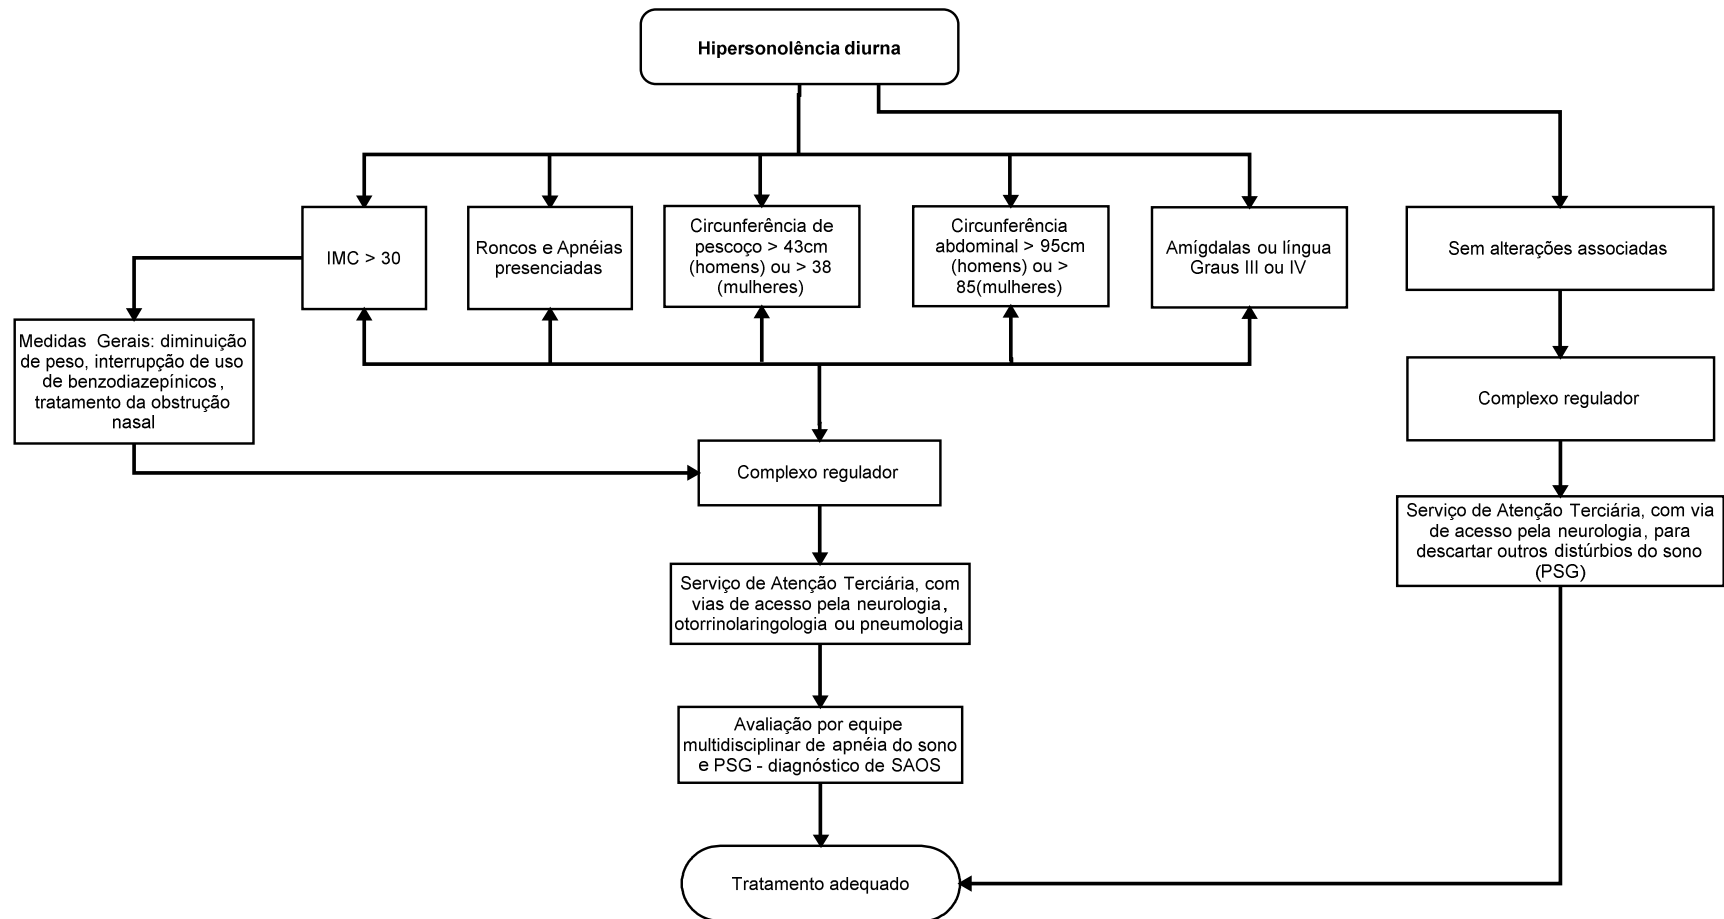 Hipersonolência diurna
IMC > 30
Roncos e Apnéias
presenciadas
Circunferência de
pescoço > 43cm
(homens) ou > 38
(mulheres)
Circunferência
abdominal > 95cm
(homens) ou >
85(mulheres)
Amígdalas ou língua
Graus III ou IV
Sem alterações associadas
Medidas Gerais: diminuição
de peso, interrupção de uso
de benzodiazepínicos,
tratamento da obstrução
nasal
Complexo regulador
Complexo regulador
Serviço de Atenção Terciária, com via
de acesso pela neurologia, para
descartar outros distúrbios do sono
(PSG)
Serviço de Atenção Terciária, com
vias de acesso pela neurologia,
otorrinolaringologia ou pneumologia
Avaliação por equipe
multidisciplinar de apnéia do sono
e PSG - diagnóstico de SAOS
Tratamento adequado